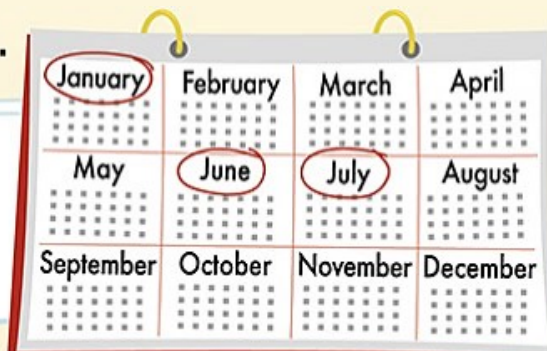 .
January February March April
May June July August
September October November December